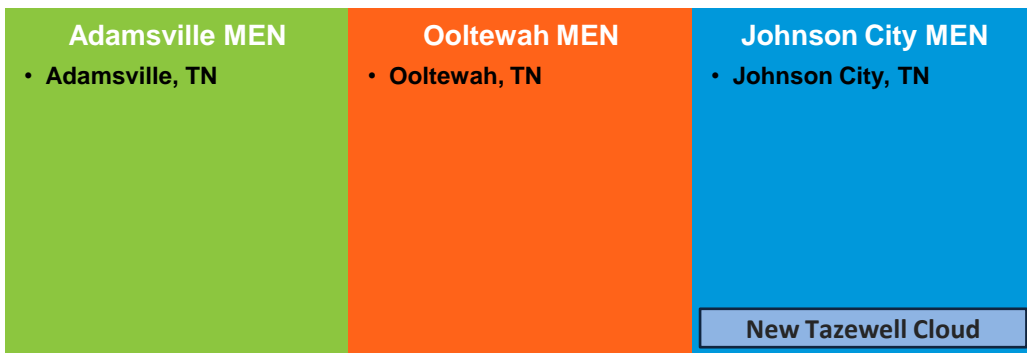 Adamsville MEN
• Adamsville, TN
Ooltewah MEN
• Ooltewah, TN
Johnson City MEN
• Johnson City, TN
New Tazewell Cloud